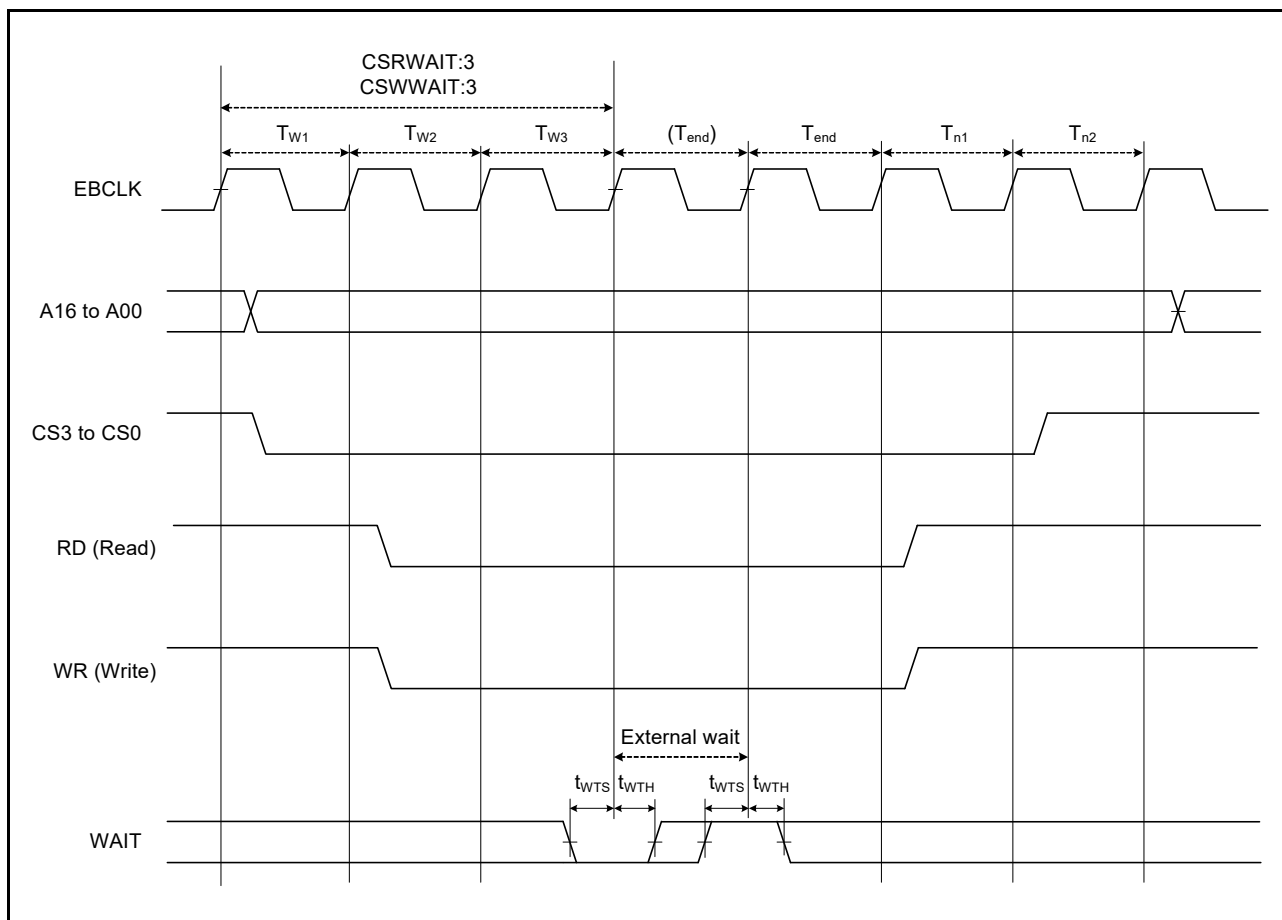 CSRWAIT:3
CSWWAIT:3
TW1 TW2 TW3 (Tend) Tend Tn1 Tn2
EBCLK
A16 to A00
CS3 to CS0
RD (Read)
WR (Write)
External wait
tWTS tWTH tWTS tWTH
WAIT